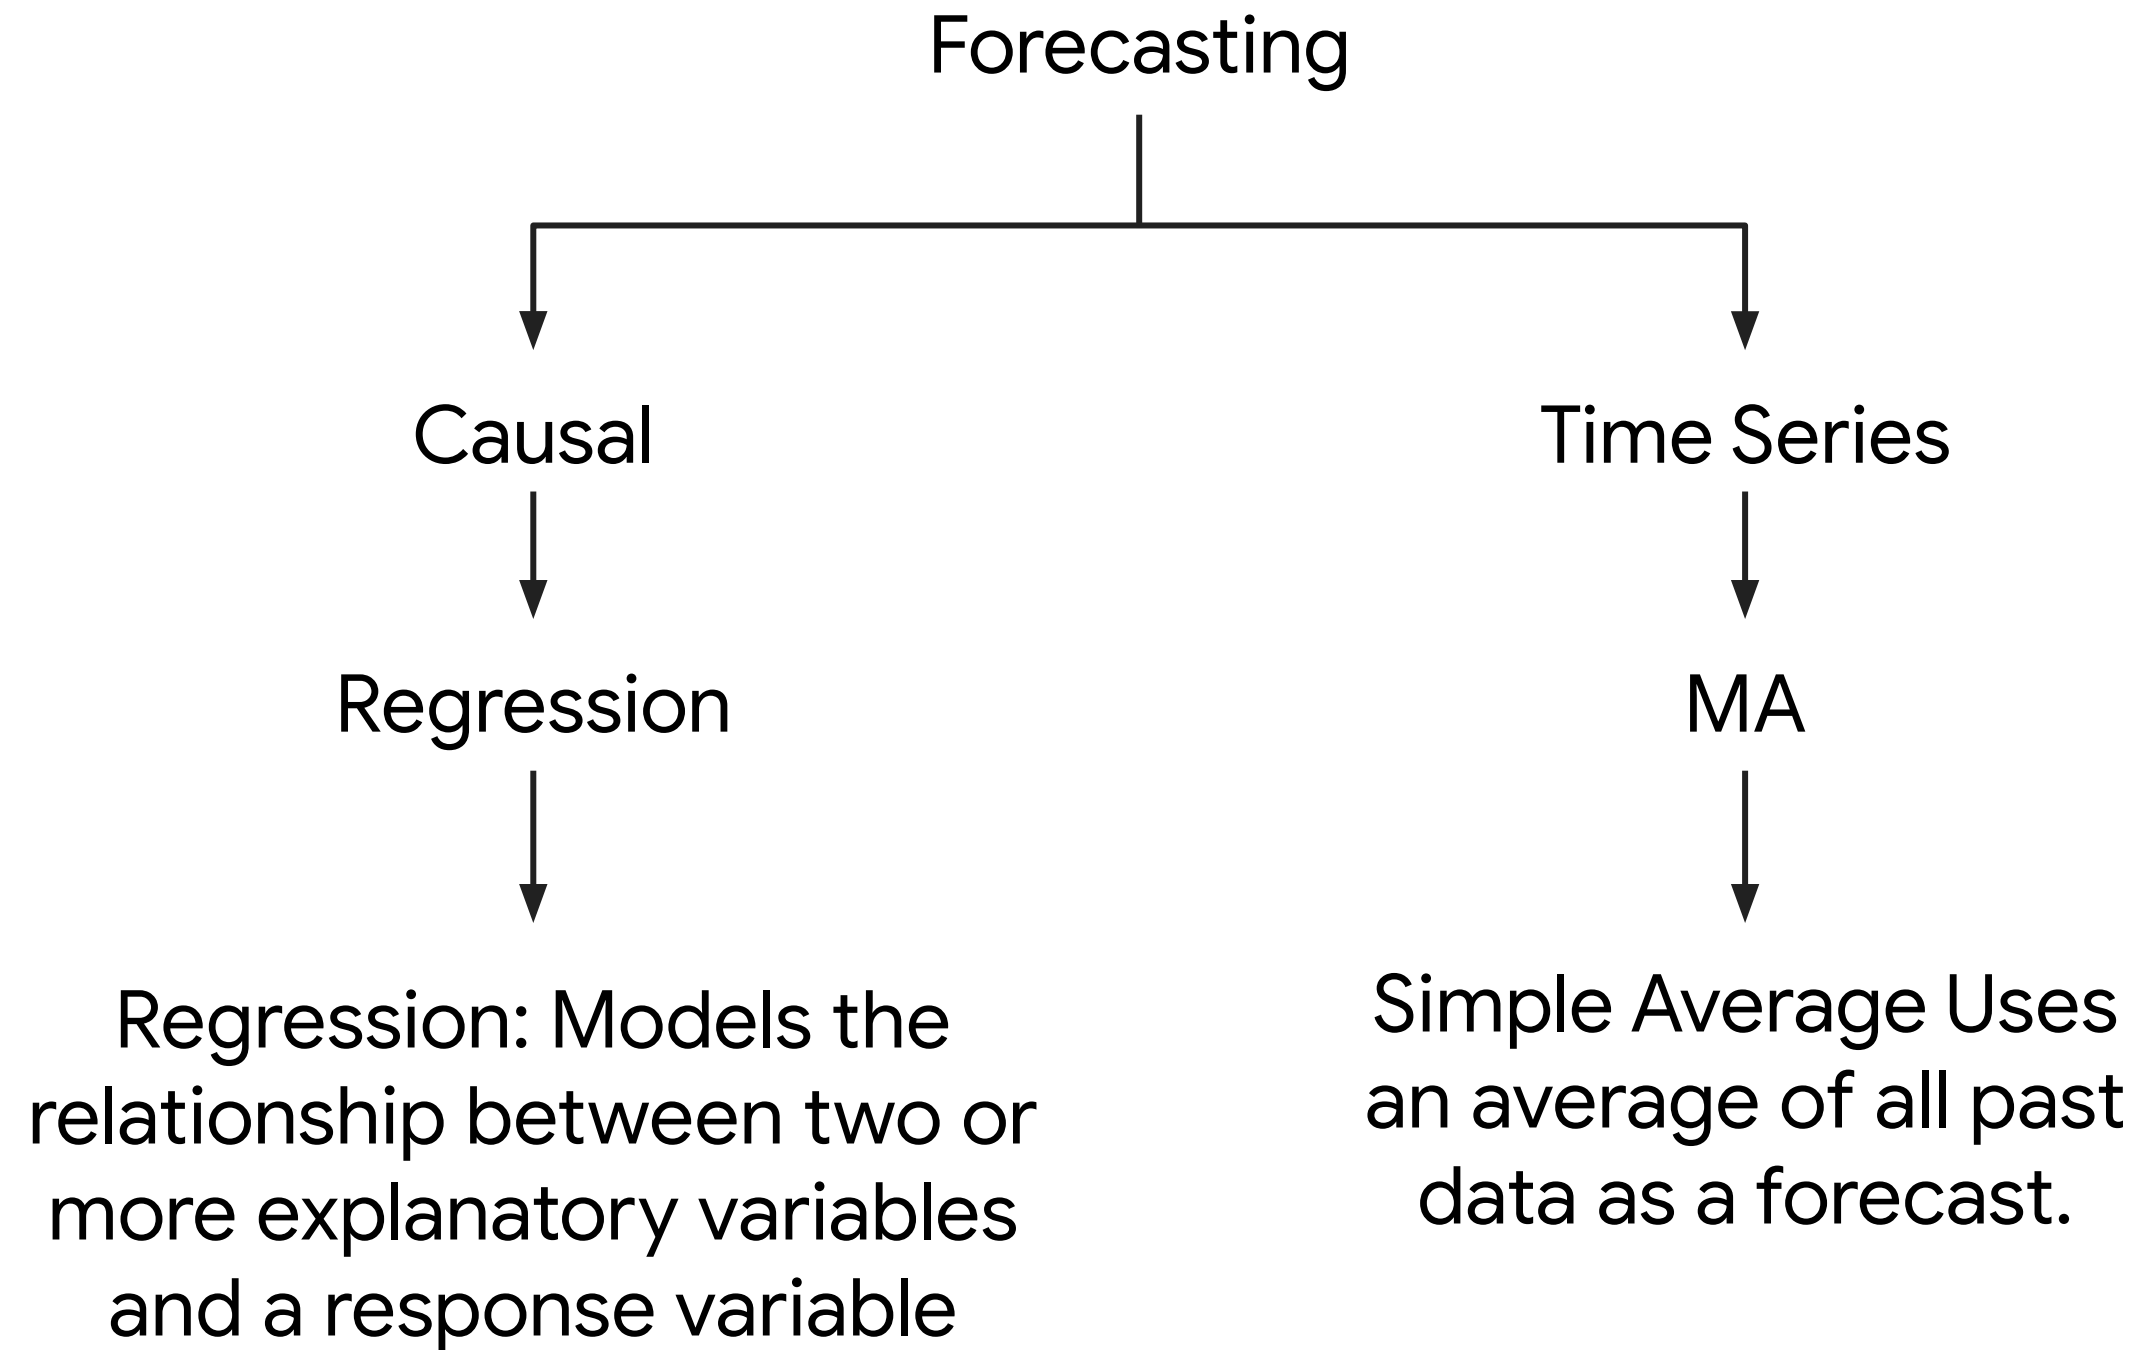 Forecasting
Causal
Time Series
Regression
MA
Regression: Models the
relationship between two or
more explanatory variables
and a response variable
Simple Average Uses
an average of all past
data as a forecast.